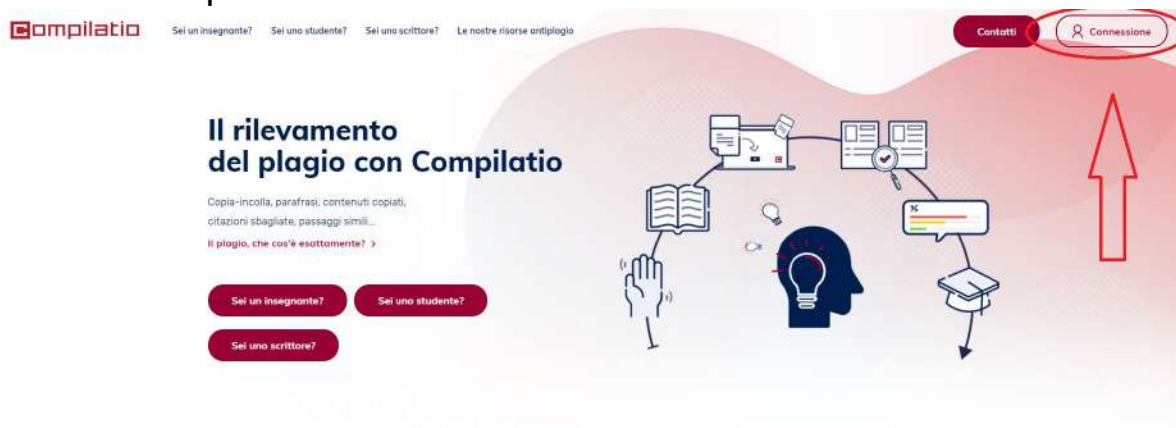 Compilatio
Sei un insegnante? Sei uno studente? Sei uno scrittore? Le nostre risorse antiplagio
Contatti Connessione
Il rilevamento
del plagio con Compilatio
Copia-incolla, parafrasi, contenuti copiati,
citazioni sbagliate, passaggi simili...
Il plagio, che cos'è esattamente? >
Sei un insegnante? Sei uno studente?
Sei uno scrittore?
%